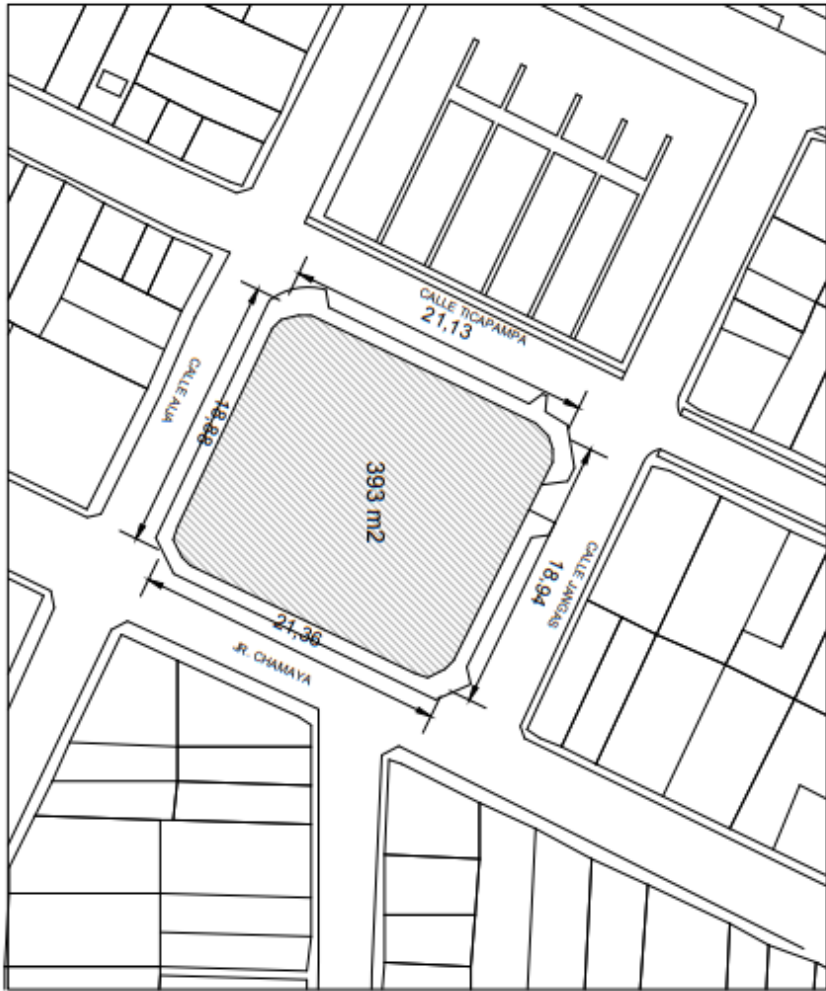 CALLE TICAPAMPA
21,13
CALLE AIJA
18,88
393 m2
CALLE JANGAS
18,94
21,36
JR. CHAMAYA